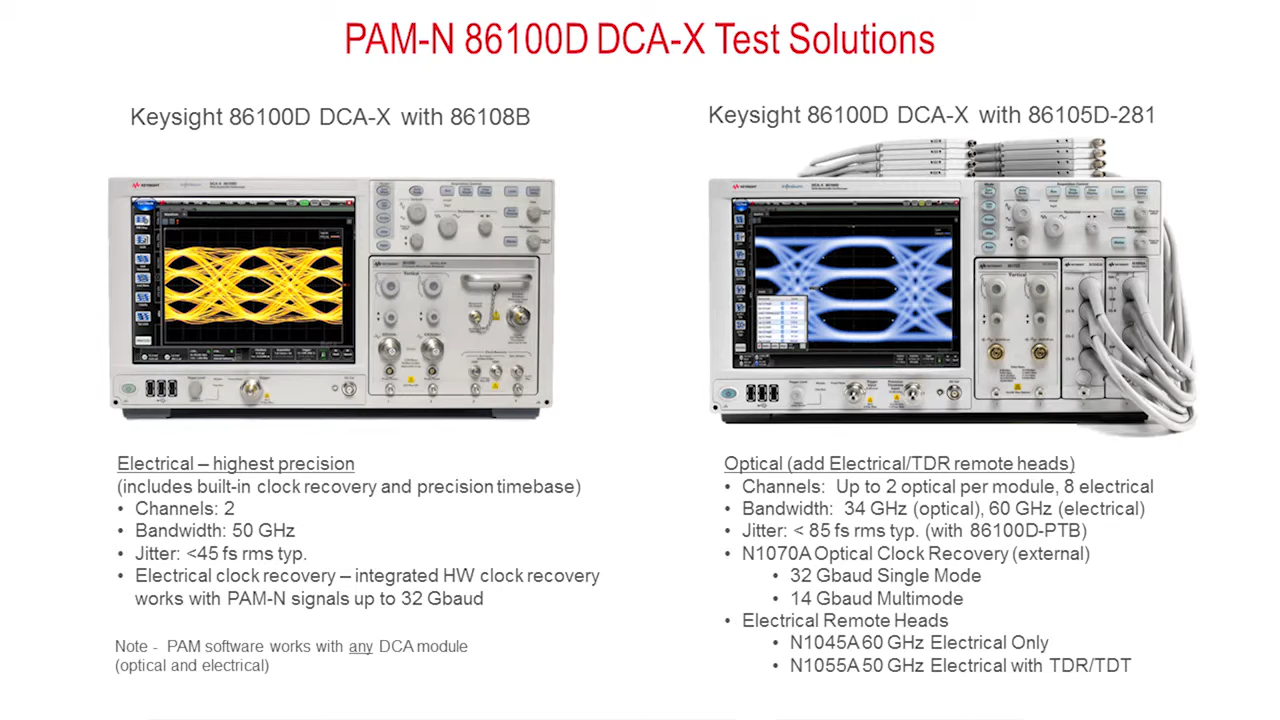 PAM-N 86100D DCA-X Test Solutions
Keysight 86100D DCA-X with 86108B
Keysight 86100D DCA-X with 86105D-281
KEYSIGHT
KEYSIGHT
Vertical
Vertical
Electrical – highest precision
(includes built-in clock recovery and precision timebase)
• Channels: 2
• Bandwidth: 50 GHz
• Jitter: <45 fs rms typ.
• Electrical clock recovery – integrated HW clock recovery
works with PAM-N signals up to 32 Gbaud
Note - PAM software works with any DCA module
(optical and electrical)
Optical (add Electrical/TDR remote heads)
• Channels: Up to 2 optical per module, 8 electrical
• Bandwidth: 34 GHz (optical), 60 GHz (electrical)
• Jitter: < 85 fs rms typ. (with 86100D-PTB)
• N1070A Optical Clock Recovery (external)
• 32 Gbaud Single Mode
• 14 Gbaud Multimode
• Electrical Remote Heads
• N1045A 60 GHz Electrical Only
• N1055A 50 GHz Electrical with TDR/TDT